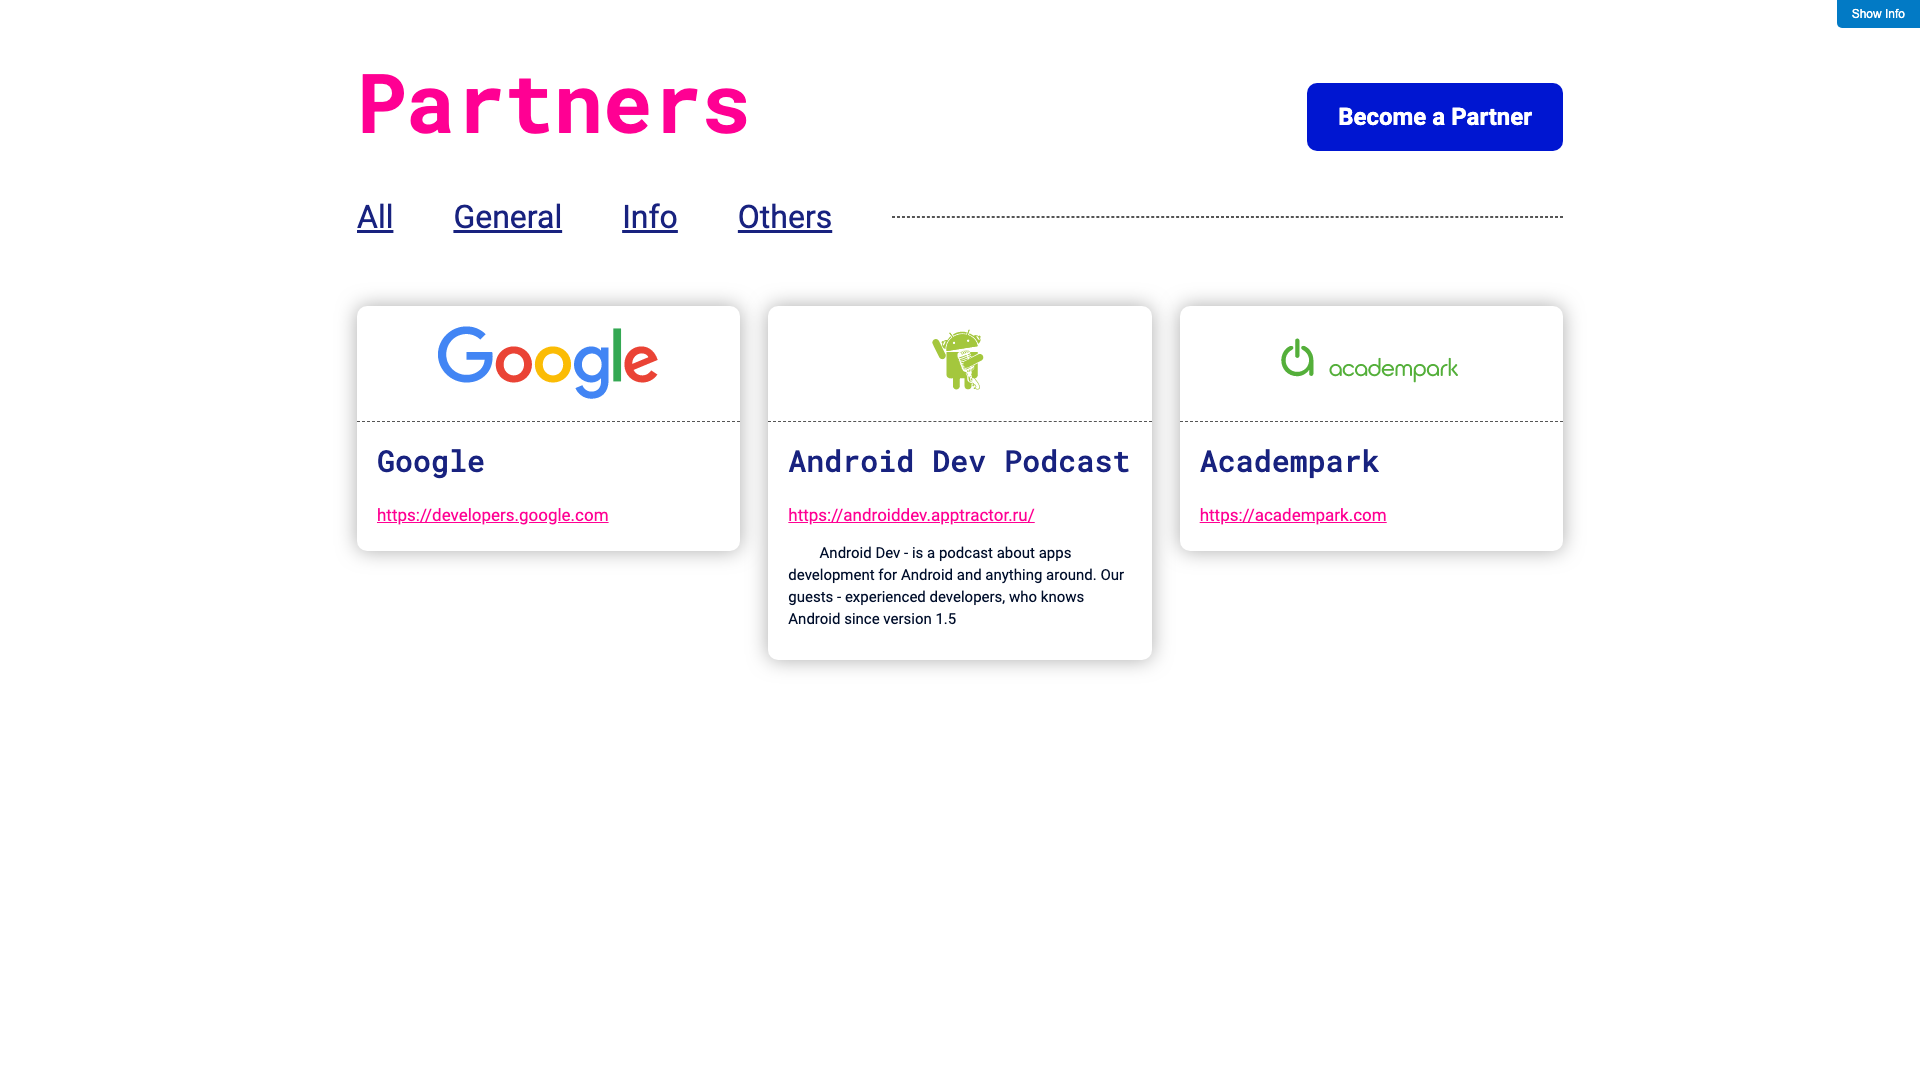 Show Info
Partners
Become a Partner
All
General
Info
Others
Google
Google
https://developers.google.com
Android Dev Podcast
https://androiddev.apptractor.ru/
Android Dev - is a podcast about apps
development for Android and anything around. Our
guests - experienced developers, who knows
Android since version 1.5
academpark
Academpark
https://academpark.com